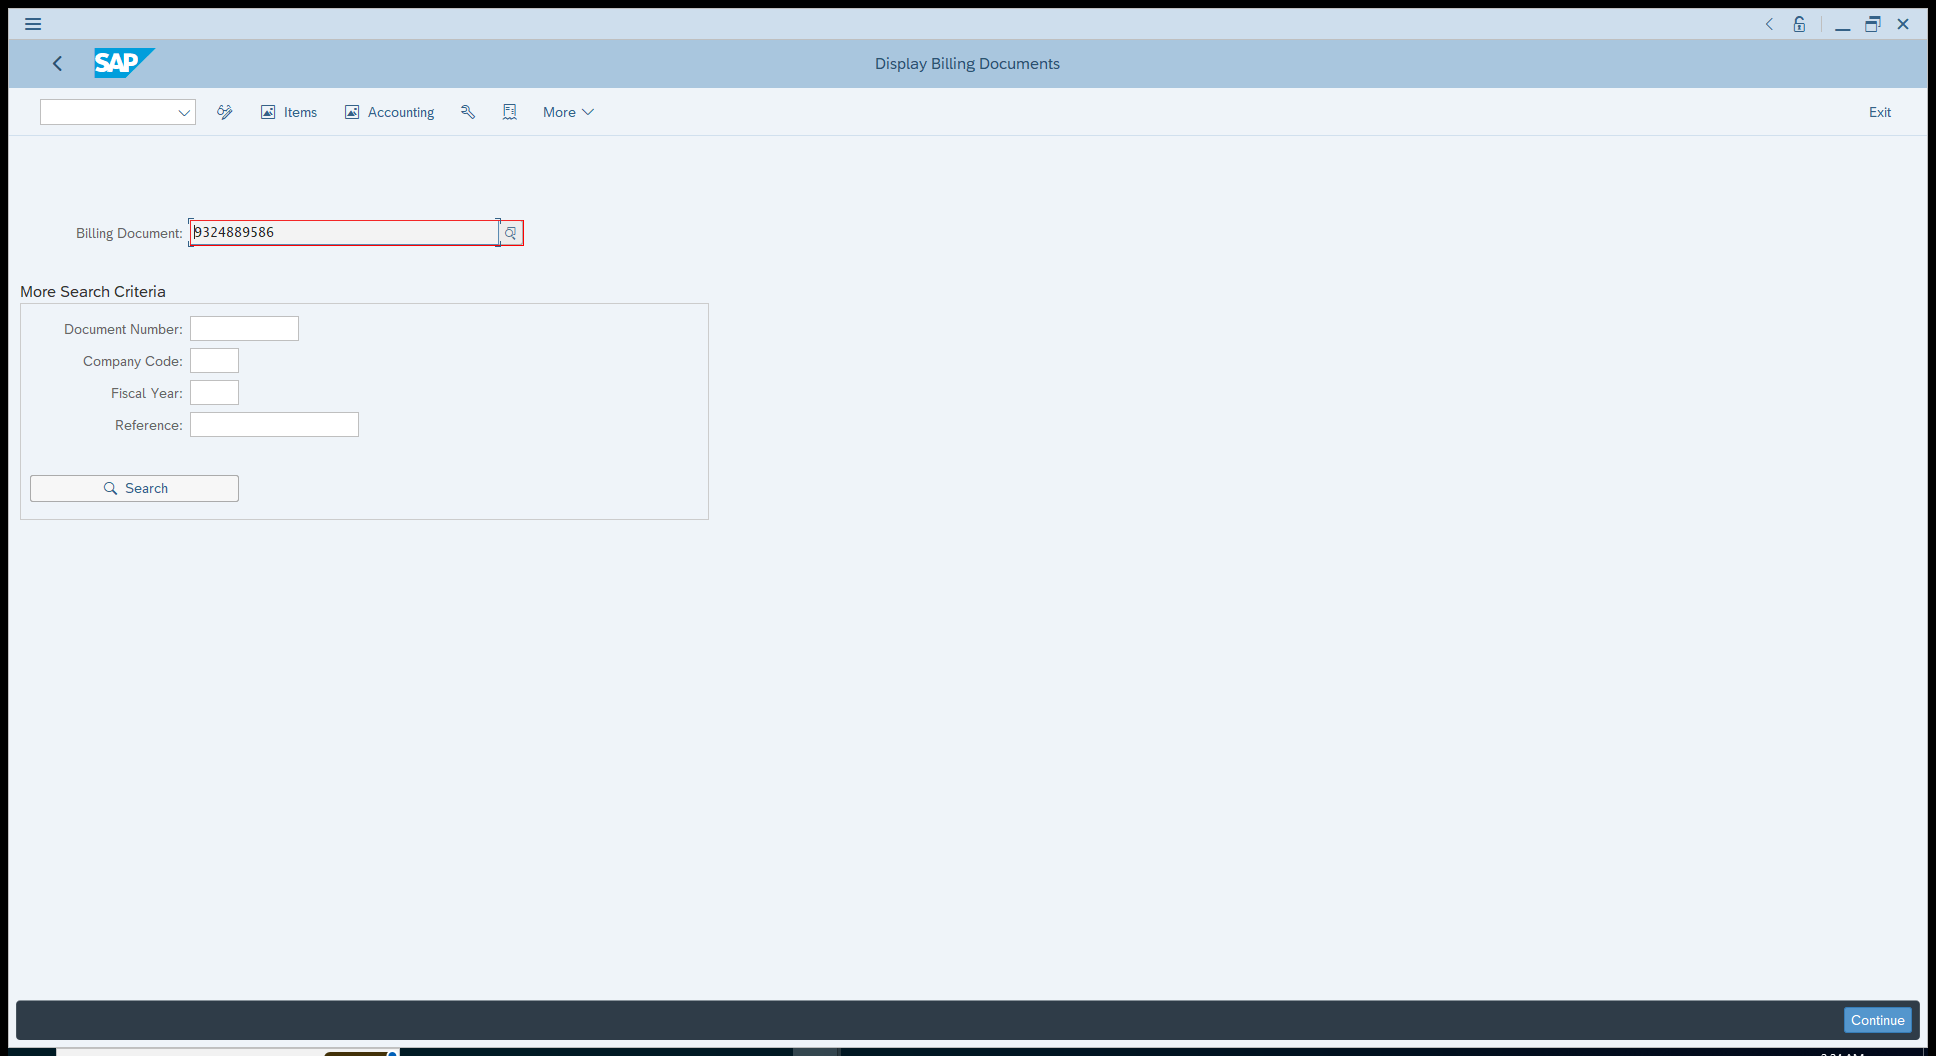 SAP
Display Billing Documents
Items
Accounting
More
Exit
Billing Document: 9324889586
More Search Criteria
Document Number:
Company Code:
Fiscal Year:
Reference:
Search
Continue